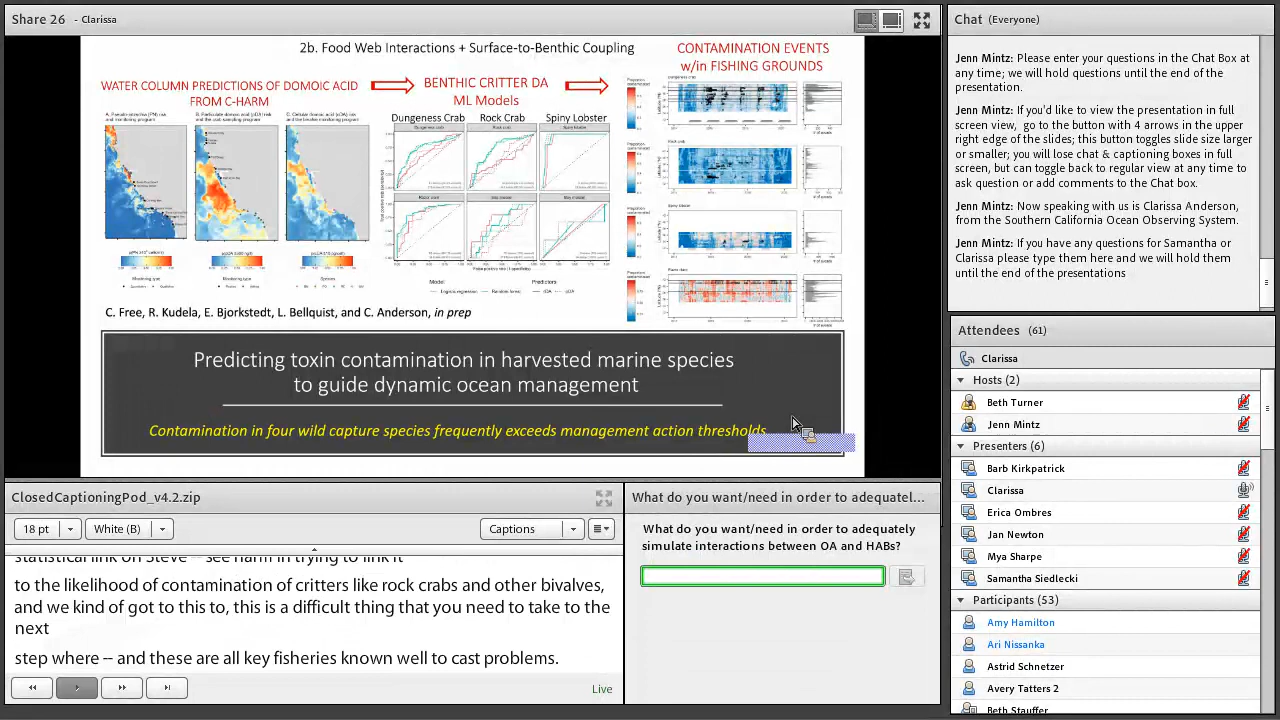 Share 26 - Clarissa
2b. Food Web Interactions + Surface-to-Benthic Coupling
WATER COLUMN PREDICTIONS OF DOMOIC ACID
FROM C-HARM
BENTHIC CRITTER DA
ML Models
CONTAMINATION EVENTS
w/in FISHING GROUNDS
Dungeness Crab
Rock Crab
Spiny Lobster
C. Free, R. Kudela, E. Bjorkstedt, L. Bellquist, and C. Anderson, in prep
Predicting toxin contamination in harvested marine species
to guide dynamic ocean management
Contamination in four wild capture species frequently exceeds management action thresholds
ClosedCaptioningPod_v4.2.zip
18 pt
White (B)
Captions
statistical link on Steve -- see harm in trying to link it
to the likelihood of contamination of critters like rock crabs and other bivalves,
and we kind of got to this to, this is a difficult thing that you need to take to the
next
step where -- and these are all key fisheries known well to cast problems.
Live
What do you want/need in order to adequatel...
What do you want/need in order to adequately
simulate interactions between OA and HABs?
Chat (Everyone)
Jenn Mintz: Please enter your questions in the Chat Box at
any time; we will hold them until the end of the
presentation.
Jenn Mintz: If you'd like to view the presentation in full
screen view, go to the button with 4 arrows in the upper
right edge of the slides. This button toggles slide size larger
or smaller; you will lose chat & captioning boxes in full
screen, but can toggle back to regular view at any time to
ask question or add comments to the Chat box.
Jenn Mintz: Now speaking with us is Clarissa Anderson,
from the Southern California Ocean Observing System.
Jenn Mintz: If you have any questions for Samantha or
Clarissa please type them here and we will hold them
until the end of the presentations
Attendees (61)
Clarissa
Hosts (2)
Beth Turner
Jenn Mintz
Presenters (6)
Barb Kirkpatrick
Clarissa
Erica Ombres
Jan Newton
Mya Sharpe
Samantha Siedlecki
Participants (53)
Amy Hamilton
Ari Nissanka
Astrid Schnetzer
Avery Tatters 2
Beth Stauffer